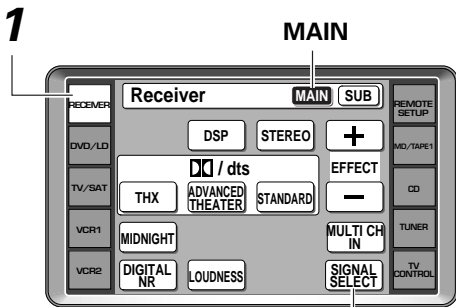 1
MAIN
RECEIVER
Receiver
MAIN
SUB
REMOTE
SETUP
DVD/LD
DSP
STEREO
+
MD/TAPE1
/ dts
EFFECT
TV/SAT
THX
ADVANCED
THEATER
STANDARD
−
CD
VCR1
MIDNIGHT
MULTI CH
IN
TUNER
VCR2
DIGITAL
NR
LOUDNESS
SIGNAL
SELECT
TV
CONTROL